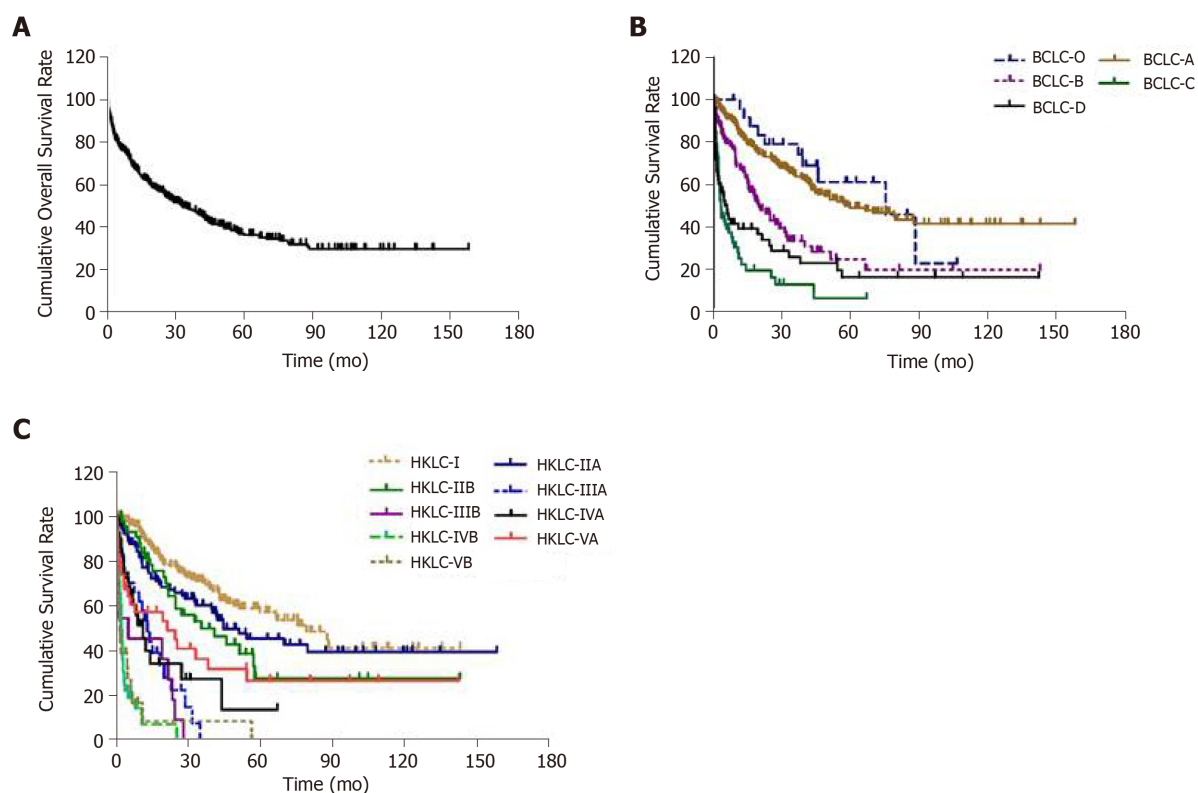 A
Cumulative Overall Survival Rate
120
100
80
60
40
20
0
0 30 60 90 120 150 180
Time (mo)
B
Cumulative Survival Rate
120
100
80
60
40
20
0
0 30 60 90 120 150 180
Time (mo)
BCLC-O BCLC-A
BCLC-B BCLC-C
BCLC-D
C
Cumulative Survival Rate
120
100
80
60
40
20
0
0 30 60 90 120 150 180
Time (mo)
HKLC-I HKLC-IIA
HKLC-IIB HKLC-IIIA
HKLC-IIIB HKLC-IVA
HKLC-IVB HKLC-VA
HKLC-VB